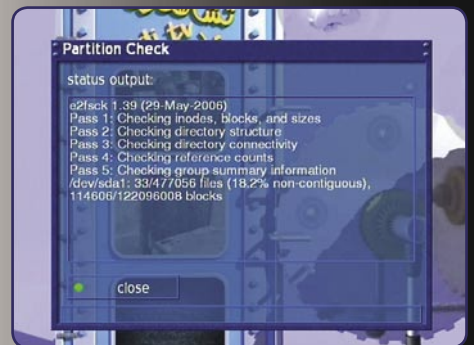 Partition Check
status output:
e2fsck 1.39 (29-May-2006)
Pass 1: Checking inodes, blocks, and sizes
Pass 2: Checking directory structure
Pass 3: Checking directory connectivity
Pass 4: Checking reference counts
Pass 5: Checking group summary information
/dev/sda1: 33/477056 files (18.2% non-contiguous),
114606/122096008 blocks
close